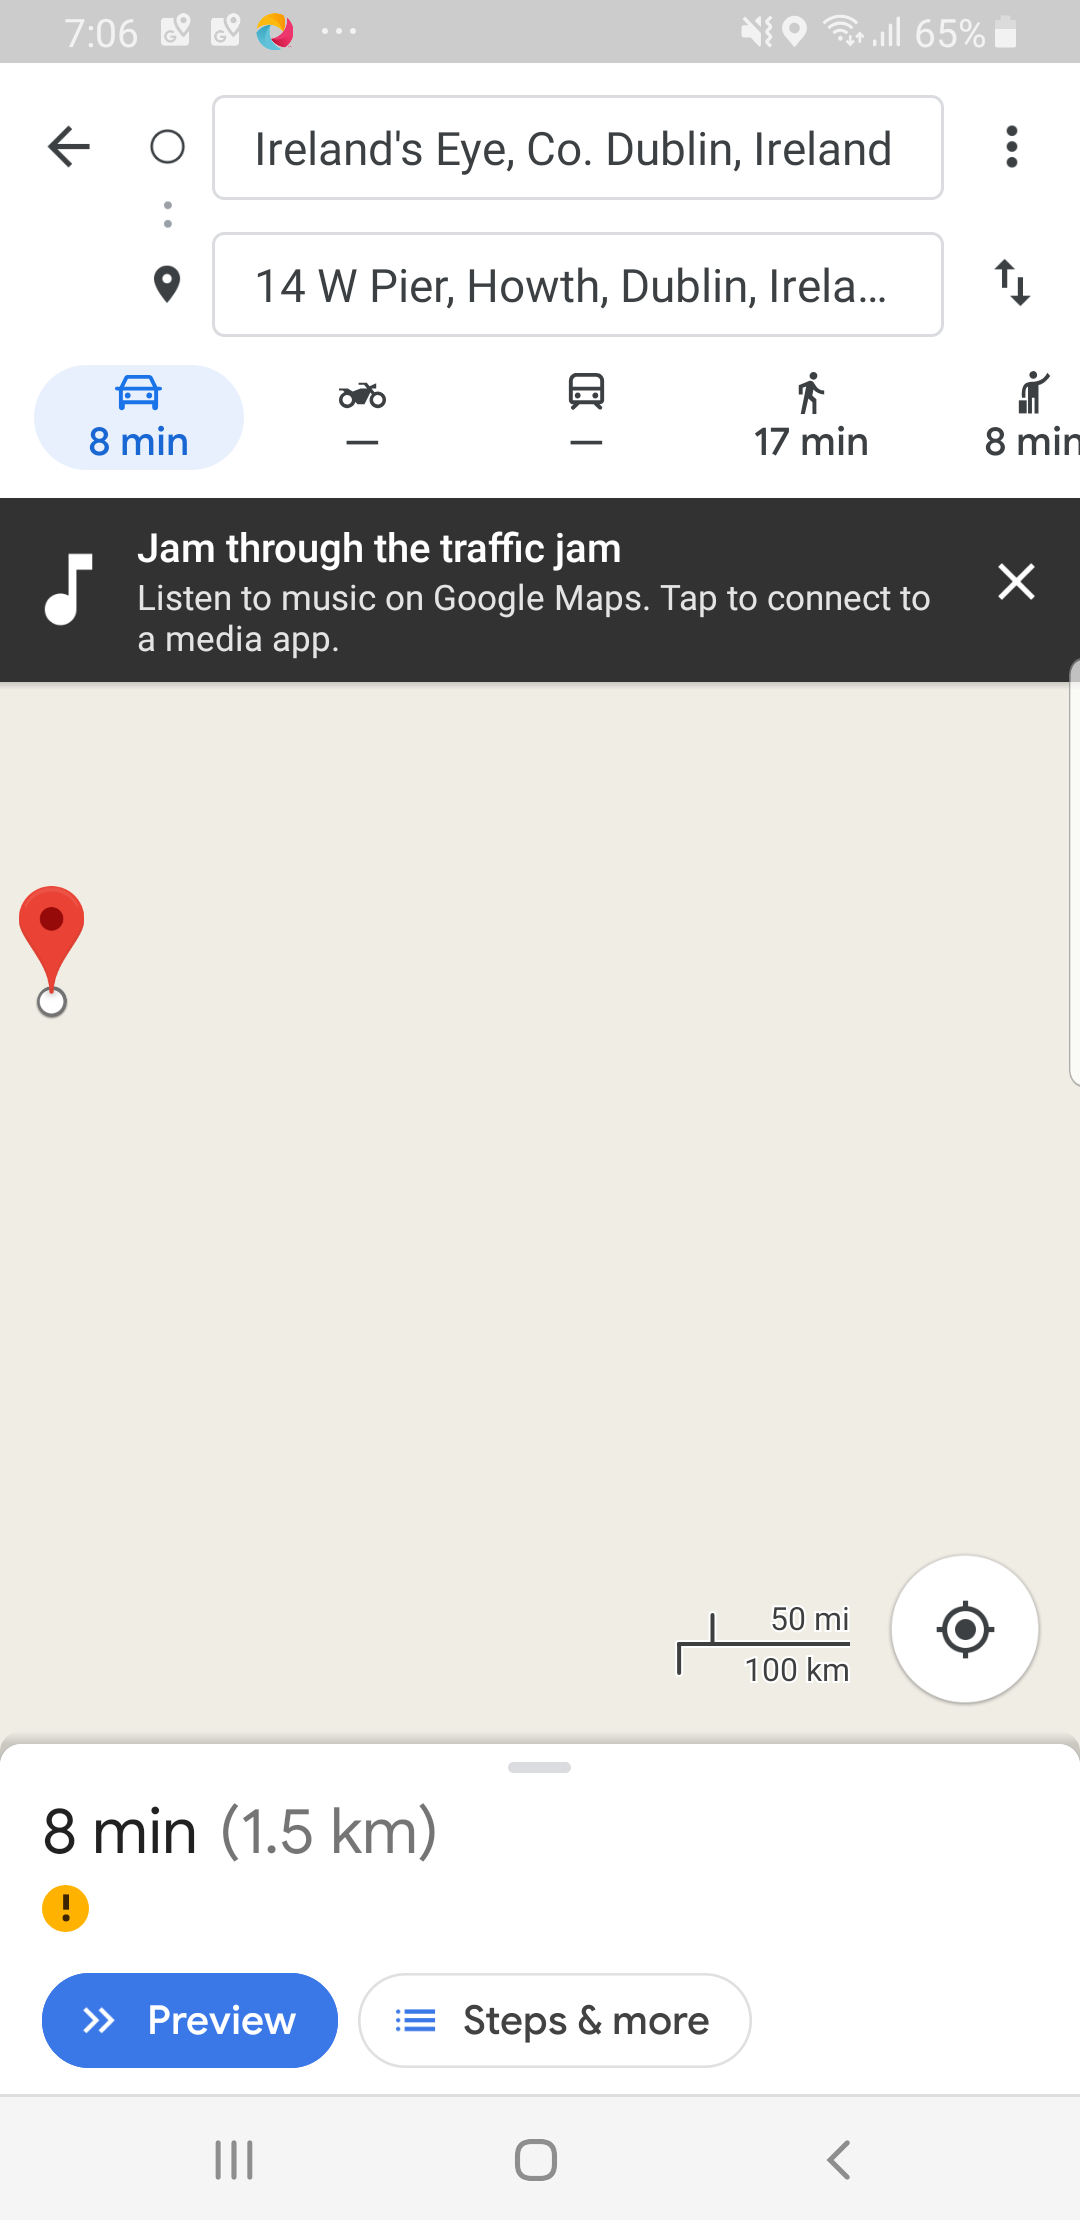 7:06
65%
Ireland's Eye, Co. Dublin, Ireland
14 W Pier, Howth, Dublin, Irela...
8 min
—
—
17 min
8 min
Jam through the traffic jam
Listen to music on Google Maps. Tap to connect to
a media app.
50 mi
100 km
8 min (1.5 km)
Preview
Steps & more